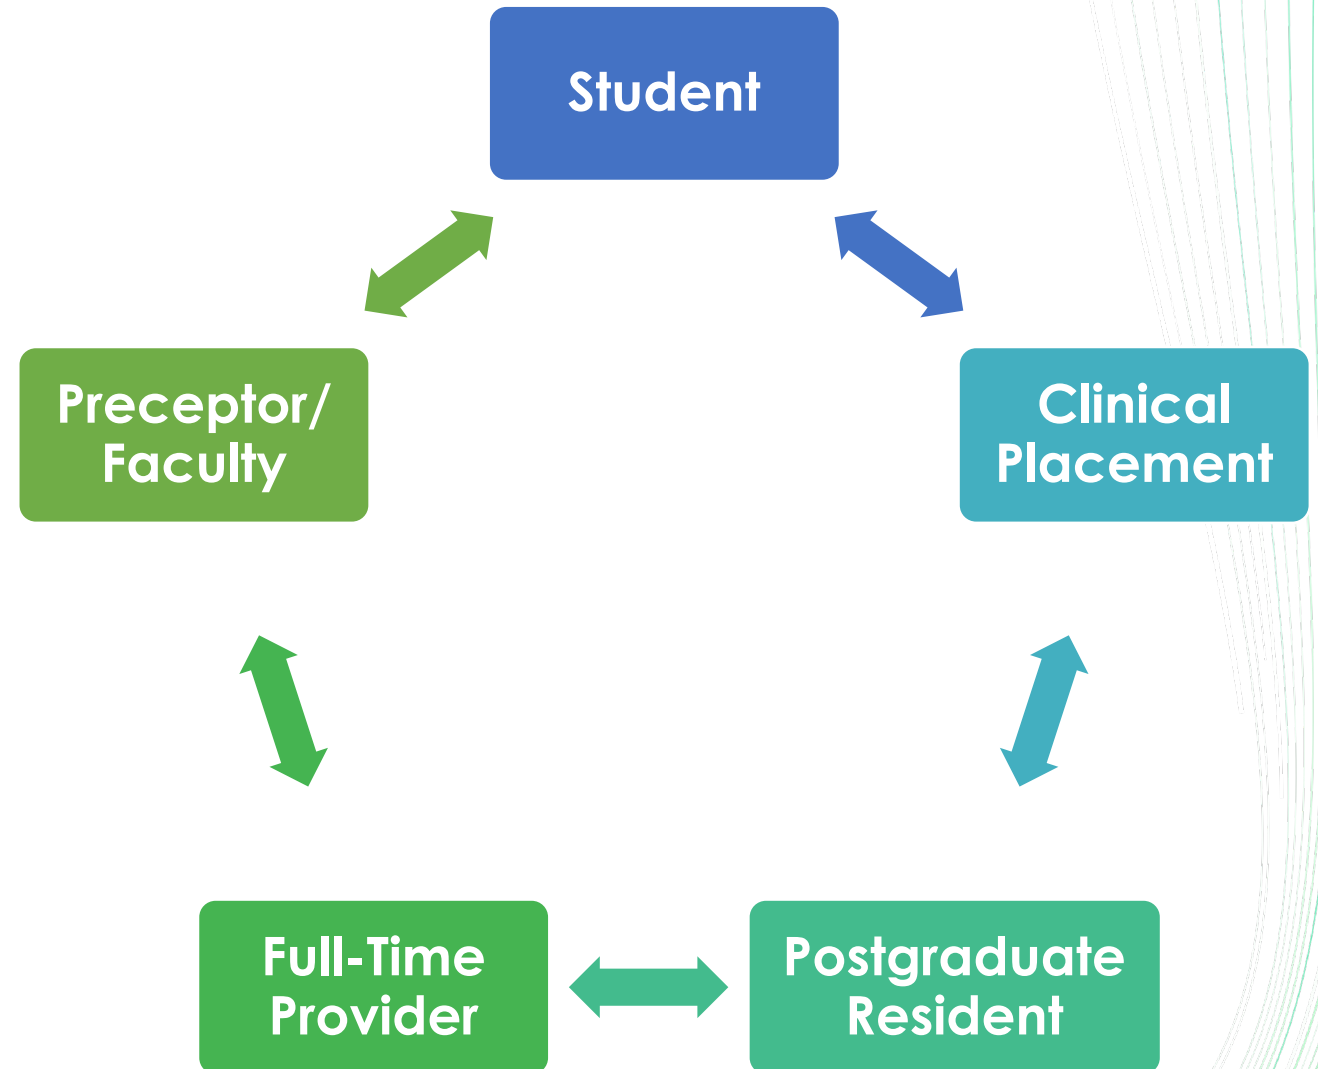 Student
Preceptor/
Faculty
Clinical
Placement
Full-Time
Provider
Postgraduate
Resident